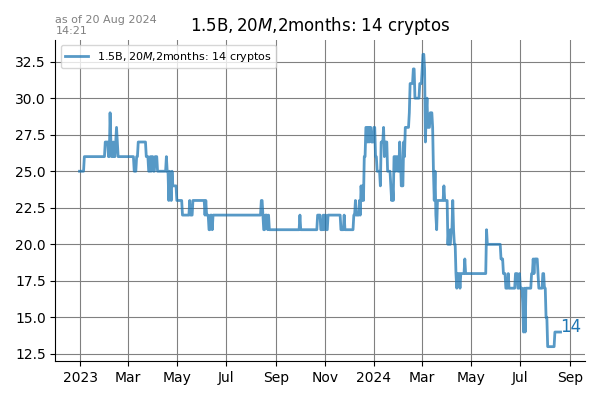 as of 20 Aug 2024
14:21
1.5B, 20M,2months: 14 cryptos
1.5B, 20M,2months: 14 cryptos
32.5
30.0
27.5
25.0
22.5
20.0
17.5
15.0
12.5
14
2023 Mar May Jul Sep Nov 2024 Mar May Jul Sep